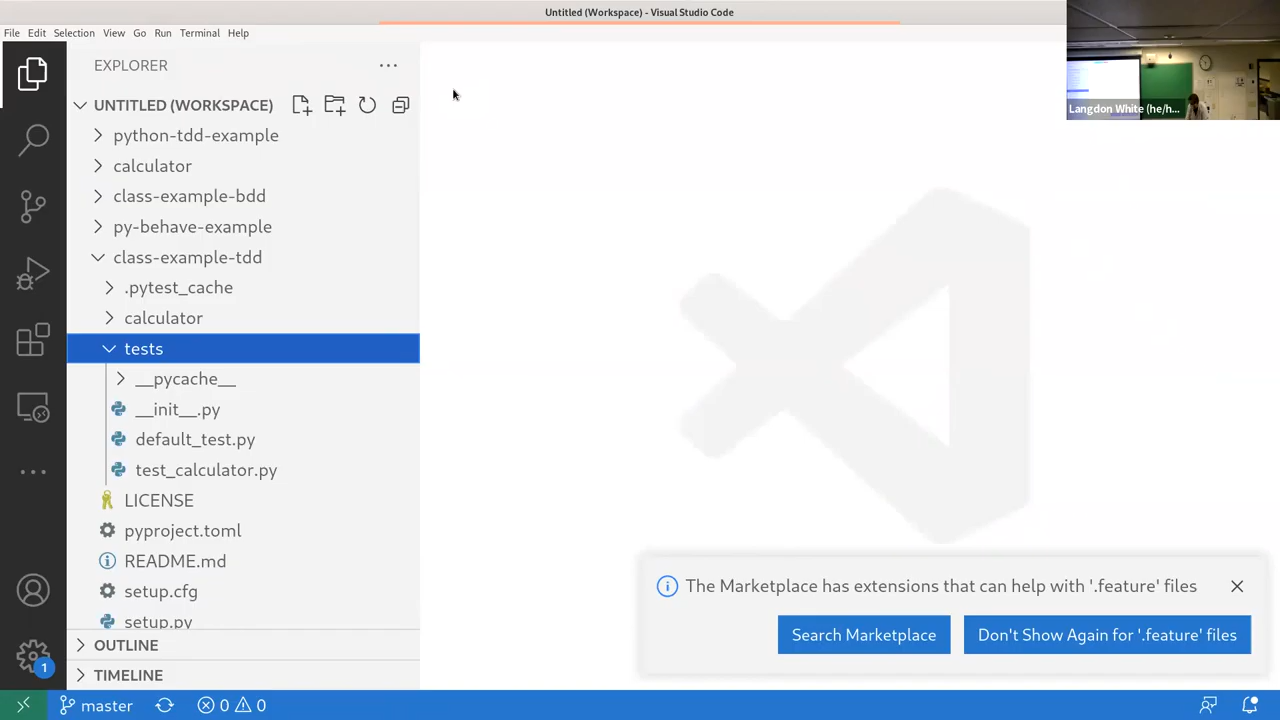 Untitled (Workspace) - Visual Studio Code
File Edit Selection View Go Run Terminal Help
Langdon White (he/h...
EXPLORER
UNTITLED (WORKSPACE)
python-tdd-example
calculator
class-example-bdd
py-behave-example
class-example-tdd
.pytest_cache
calculator
tests
__pycache__
__init__.py
default_test.py
test_calculator.py
LICENSE
pyproject.toml
README.md
setup.cfg
setup.py
OUTLINE
TIMELINE
The Marketplace has extensions that can help with '.feature' files
Search Marketplace
Don't Show Again for '.feature' files
1
master 0 0